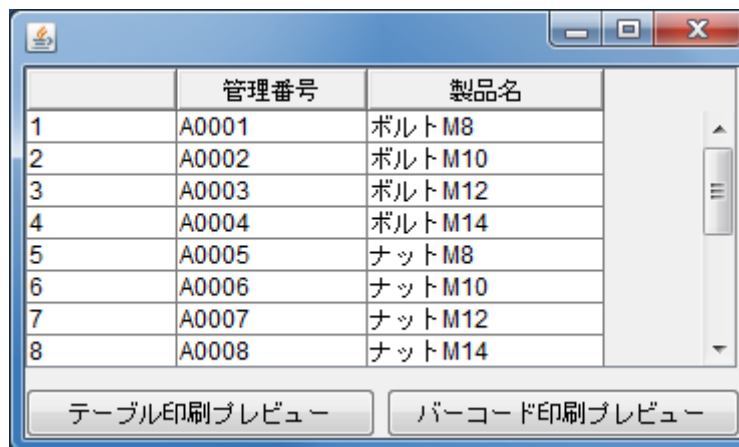 管理番号 製品名
1 A0001 ボルトM8
2 A0002 ボルトM10
3 A0003 ボルトM12
4 A0004 ボルトM14
5 A0005 ナットM8
6 A0006 ナットM10
7 A0007 ナットM12
8 A0008 ナットM14
テーブル印刷プレビュー バーコード印刷プレビュー